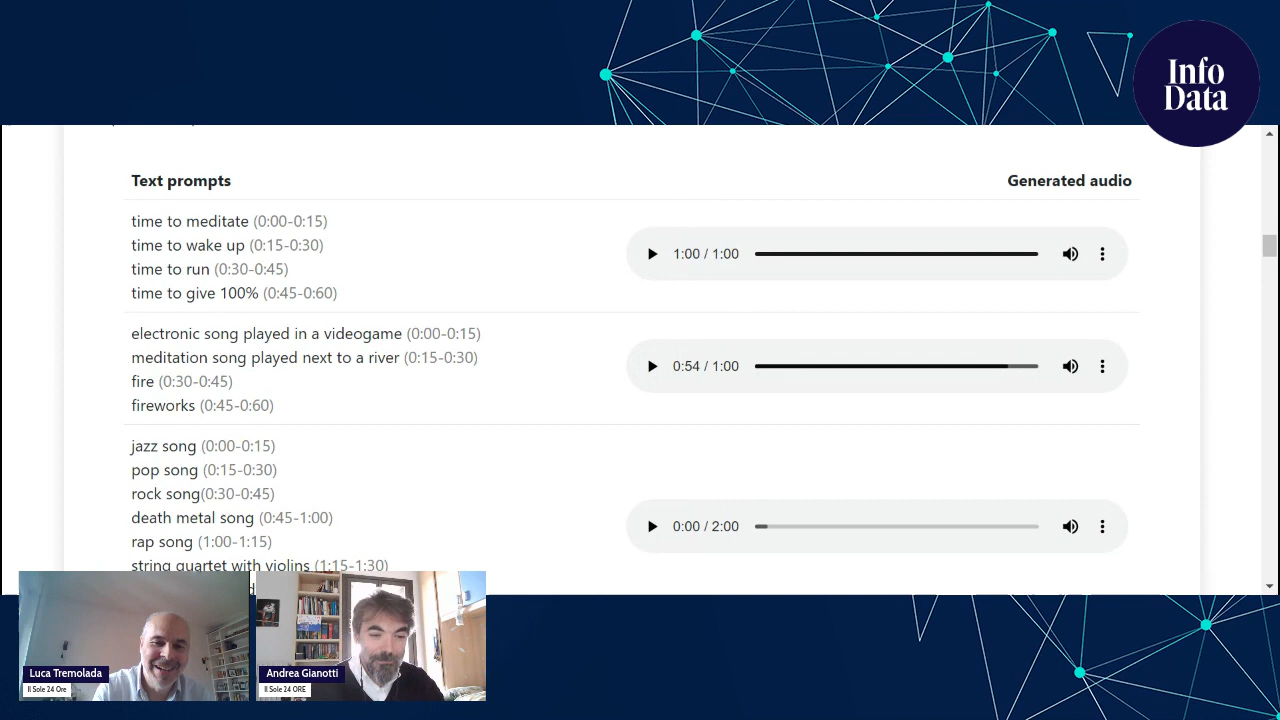 Info
Data
Text prompts
Generated audio
time to meditate (0:00-0:15)
time to wake up (0:15-0:30)
time to run (0:30-0:45)
time to give 100% (0:45-0:60)
1:00 / 1:00
electronic song played in a videogame (0:00-0:15)
meditation song played next to a river (0:15-0:30)
fire (0:30-0:45)
fireworks (0:45-0:60)
0:54 / 1:00
jazz song (0:00-0:15)
pop song (0:15-0:30)
rock song(0:30-0:45)
death metal song (0:45-1:00)
rap song (1:00-1:15)
string quartet with violins (1:15-1:30)
0:00 / 2:00
Luca Tremolada
Il Sole 24 Ore
Andrea Gianotti
Il Sole 24 ORE